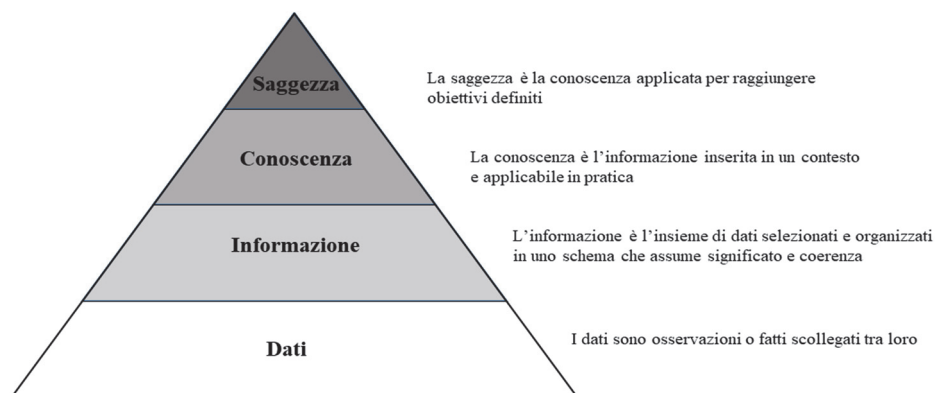 Saggezza
La saggezza è la conoscenza applicata per raggiungere
obiettivi definiti
Conoscenza
La conoscenza è l’informazione inserita in un contesto
e applicabile in pratica
Informazione
L’informazione è l’insieme di dati selezionati e organizzati
in uno schema che assume significato e coerenza
Dati
I dati sono osservazioni o fatti scollegati tra loro